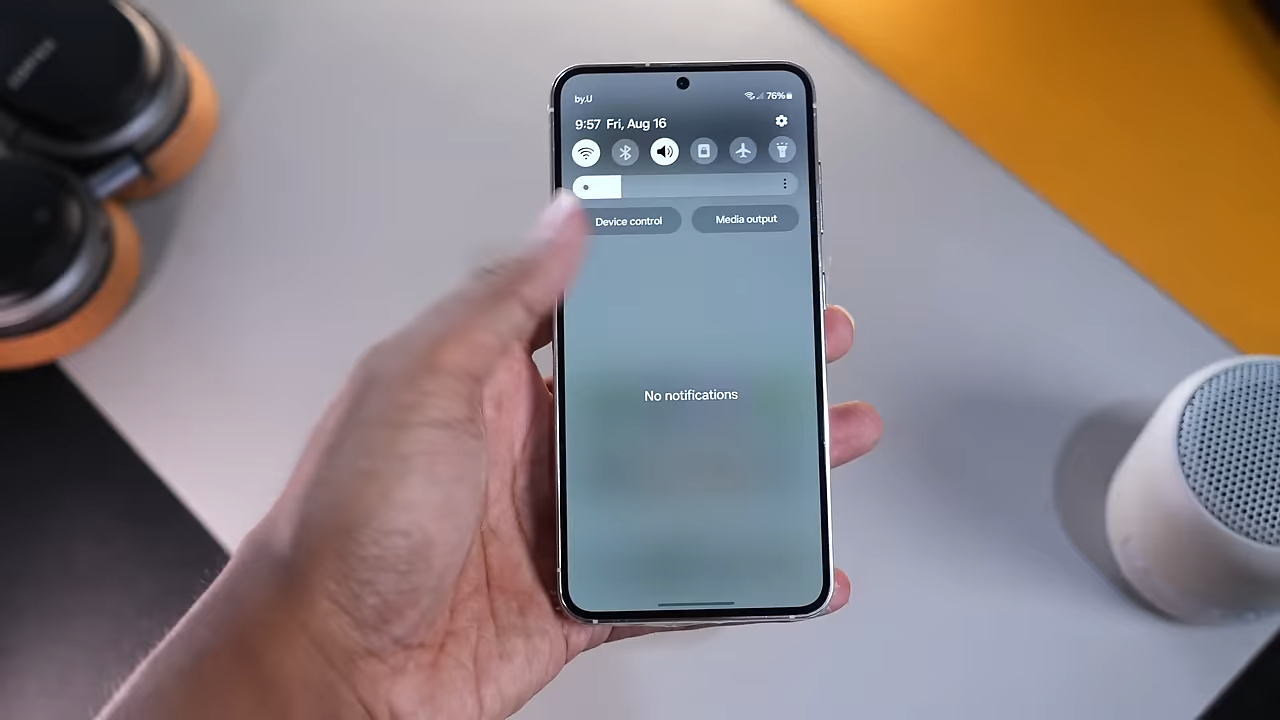 by.U 76%
9:57 Fri, Aug 16
Device control Media output
No notifications